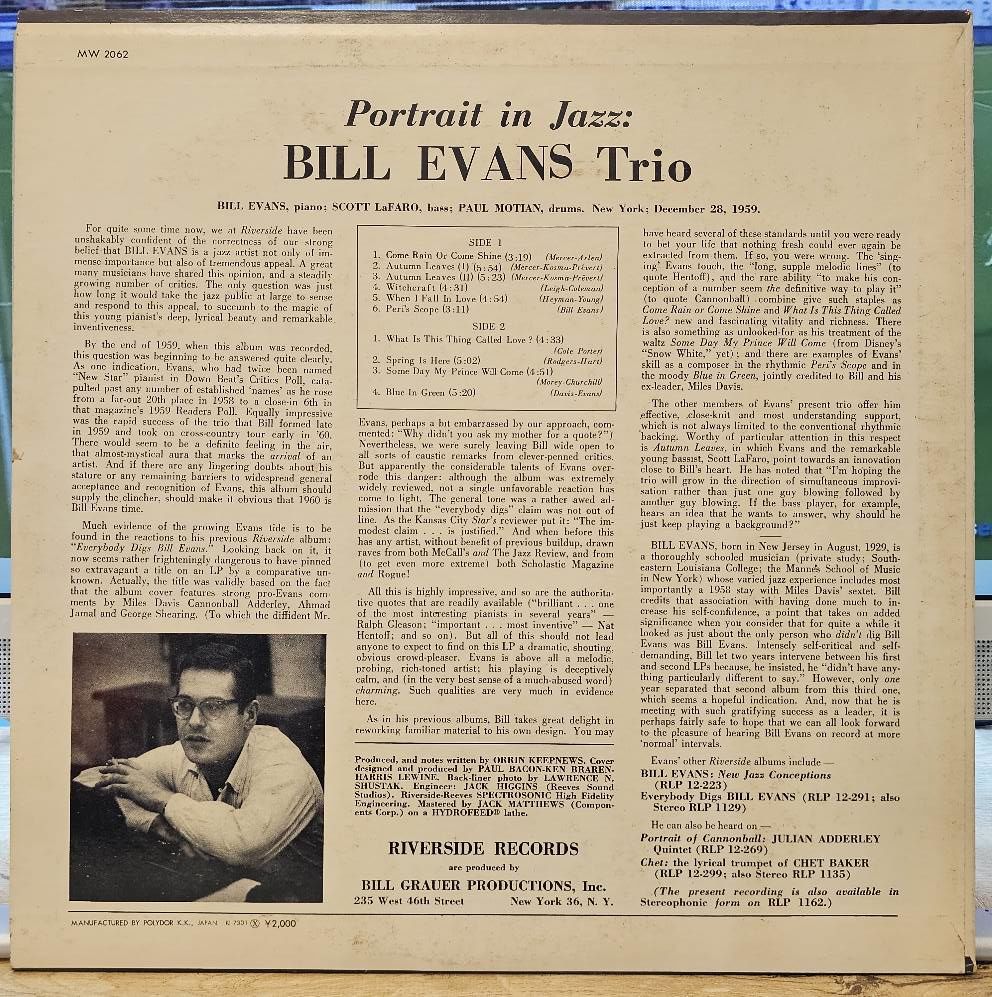 MW 2062
Portrait in Jazz:
BILL EVANS Trio
BILL EVANS, piano; SCOTT LaFARO, bass; PAUL MOTIAN, drums. New York; December 28, 1959.
For quite some time now, we at Riverside have been
unshakably confident of the correctness of our strong
belief that BILL EVANS is a jazz artist not only of im-
mense importance but also of tremendous appeal. A great
many musicians have shared this opinion, and a steadily
growing number of critics. The only question was just
how long it would take the jazz public at large to sense
and respond to this appeal, to succumb to the magic of
this young pianist's deep, lyrical beauty and remarkable
inventiveness.
By the end of 1959, when this album was recorded,
this question was beginning to be answered quite clearly.
As one indication, Evans, who had twice been named
"New Star" pianist in Down Beat's Critics Poll, cata-
pulted past any number of established 'names' as he rose
from a far-out 20th place in 1958 to a close-in 6th in
that magazine's 1959 Readers Poll. Equally impressive
was the rapid success of the trio that Bill formed late
in 1959 and took on cross-country tour early in '60.
There would seem to be a definite feeling in the air,
that almost-mystical aura that marks the arrival of an
artist. And if there are any lingering doubts about his
stature or any remaining barriers to widespread general
acceptance and recognition of Evans, this album should
supply the clincher, should make it obvious that 1960 is
Bill Evans time.
Much evidence of the growing Evans tide is to be
found in the reactions to his previous Riverside album:
"Everybody Digs Bill Evans." Looking back on it, it
now seems rather frighteningly dangerous to have pinned
so extravagant a title on an LP by a comparative un-
known. Actually, the title was validly based on the fact
that the album cover features strong pro-Evans com-
ments by Miles Davis Cannonball Adderley, Ahmad
Jamal and George Shearing. (To which the diffident Mr.
SIDE 1
1. Come Rain Or Come Shine (3:19) (Mercer-Arlen)
2. Autumn Leaves (I) (5:54) (Mercer-Kosma-Prévert)
3. Autumn Leaves (II) (5:23) (Mercer-Kosma-Prévert)
4. Witchcraft (4:31) (Leigh-Coleman)
5. When I Fall In Love (4:54) (Heyman-Young)
6. Peri's Scope (3:11) (Bill Evans)
SIDE 2
1. What Is This Thing Called Love? (4:33)
(Cole Porter)
2. Spring Is Here (5:02) (Rodgers-Hart)
3. Some Day My Prince Will Come (4:51)
(Morey-Churchill)
4. Blue In Green (5:20) (Davis-Evans)
Evans, perhaps a bit embarrassed by our approach, com-
mented: "Why didn't you ask my mother for a quote?")
Nevertheless, we were surely leaving Bill wide open to
all sorts of caustic remarks from clever-penned critics.
But apparently the considerable talents of Evans over-
rode this danger: although the album was extremely
widely reviewed, not a single unfavorable reaction has
come to light. The general tone was a rather awed ad-
mission that the "everybody digs" claim was not out of
line. As the Kansas City Star's reviewer put it: "The im-
modest claim . . . is justified." And when before this
has any artist, without benefit of previous buildup, drawn
raves from both McCall's and The Jazz Review, and from
(to get even more extreme) both Scholastic Magazine
and Rogue!
All this is highly impressive, and so are the authorita-
tive quotes that are readily available ("brilliant . . . one
of the most interesting pianists in several years" —
Ralph Gleason; "important . . . most inventive" — Nat
Hentoff; and so on). But all of this should not lead
anyone to expect to find on this LP a dramatic, shouting,
obvious crowd-pleaser. Evans is above all a melodic,
probing, rich-toned artist; his playing is deceptively
calm, and (in the very best sense of a much-abused word)
charming. Such qualities are very much in evidence
here.
As in his previous albums, Bill takes great delight in
reworking familiar material to his own design. You may
Produced, and notes written by ORRIN KEEPNEWS. Cover
designed and produced by PAUL BACON-KEN BRAREN-
HARRIS LEWINE. Back-liner photo by LAWRENCE N.
SHUSTAK. Engineer: JACK HIGGINS (Reeves Sound
Studios). Riverside-Reeves SPECTROSONIC High Fidelity
Engineering. Mastered by JACK MATTHEWS (Compon-
ents Corp.) on a HYDROFEED® lathe.
RIVERSIDE RECORDS
are produced by
BILL GRAUER PRODUCTIONS, Inc.
235 West 46th Street New York 36, N. Y.
have heard several of these standards until you were ready
to bet your life that nothing fresh could ever again be
extracted from them. If so, you were wrong. The 'sing-
ing' Evans touch, the "long, supple melodic lines" (to
quote Hentoff), and the rare ability "to make his con-
ception of a number seem the definitive way to play it"
(to quote Cannonball) combine give such staples as
Come Rain or Come Shine and What Is This Thing Called
Love? new and fascinating vitality and richness. There
is also something as unlooked-for as his treatment of the
waltz Some Day My Prince Will Come (from Disney's
"Snow White," yet); and there are examples of Evans'
skill as a composer in the rhythmic Peri's Scope and in
the moody Blue in Green, jointly credited to Bill and his
ex-leader, Miles Davis.
The other members of Evans' present trio offer him
effective, close-knit and most understanding support,
which is not always limited to the conventional rhythmic
backing. Worthy of particular attention in this respect
is Autumn Leaves, in which Evans and the remarkable
young bassist, Scott LaFaro, point towards an innovation
close to Bill's heart. He has noted that "I'm hoping the
trio will grow in the direction of simultaneous improvi-
sation rather than just one guy blowing followed by
another guy blowing. If the bass player, for example,
hears an idea that he wants to answer, why should he
just keep playing a background?"
BILL EVANS, born in New Jersey in August, 1929, is
a thoroughly schooled musician (private study; South-
eastern Louisiana College; the Mannes School of Music
in New York) whose varied jazz experience includes most
importantly a 1958 stay with Miles Davis' sextet. Bill
credits that association with having done much to in-
crease his self-confidence, a point that takes on added
significance when you consider that for quite a while it
looked as just about the only person who didn't dig Bill
Evans was Bill Evans. Intensely self-critical and self-
demanding, Bill let two years intervene between his first
and second LPs because, he insisted, he "didn't have any-
thing particularly different to say." However, only one
year separated that second album from this third one,
which seems a hopeful indication. And, now that he is
meeting with such gratifying success as a leader, it is
perhaps fairly safe to hope that we can all look forward
to the pleasure of hearing Bill Evans on record at more
'normal' intervals.
Evans' other Riverside albums include —
BILL EVANS: New Jazz Conceptions
(RLP 12-223)
Everybody Digs BILL EVANS (RLP 12-291; also
Stereo RLP 1129)
He can also be heard on —
Portrait of Cannonball: JULIAN ADDERLEY
Quintet (RLP 12-269)
Chet: the lyrical trumpet of CHET BAKER
(RLP 12-299; also Stereo RLP 1135)
(The present recording is also available in
Stereophonic form on RLP 1162.)
MANUFACTURED BY POLYDOR K.K., JAPAN K 7501 Ⓧ ¥2,000